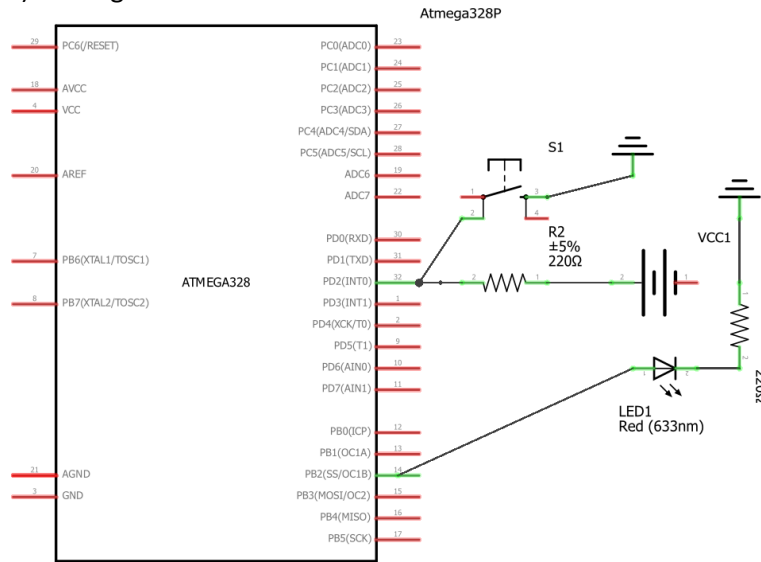 Atmega328P
29 PC6(/RESET)
18 AVCC
4 VCC
20 AREF
7 PB6(XTAL1/TOSC1)
8 PB7(XTAL2/TOSC2)
21 AGND
3 GND
ATMEGA328
PC0(ADC0) 23
PC1(ADC1) 24
PC2(ADC2) 25
PC3(ADC3) 26
PC4(ADC4/SDA) 27
PC5(ADC5/SCL) 28
ADC6 19
ADC7 22
PD0(RXD) 30
PD1(TXD) 31
PD2(INT0) 32
PD3(INT1) 1
PD4(XCK/T0) 2
PD5(T1) 9
PD6(AIN0) 10
PD7(AIN1) 11
PB0(ICP) 12
PB1(OC1A) 13
PB2(SS/OC1B) 14
PB3(MOSI/OC2) 15
PB4(MISO) 16
PB5(SCK) 17
S1
1 3
2 4
R2
±5%
220Ω
2 1
VCC1
2 1
1
2
LED1
Red (633nm)
1 2